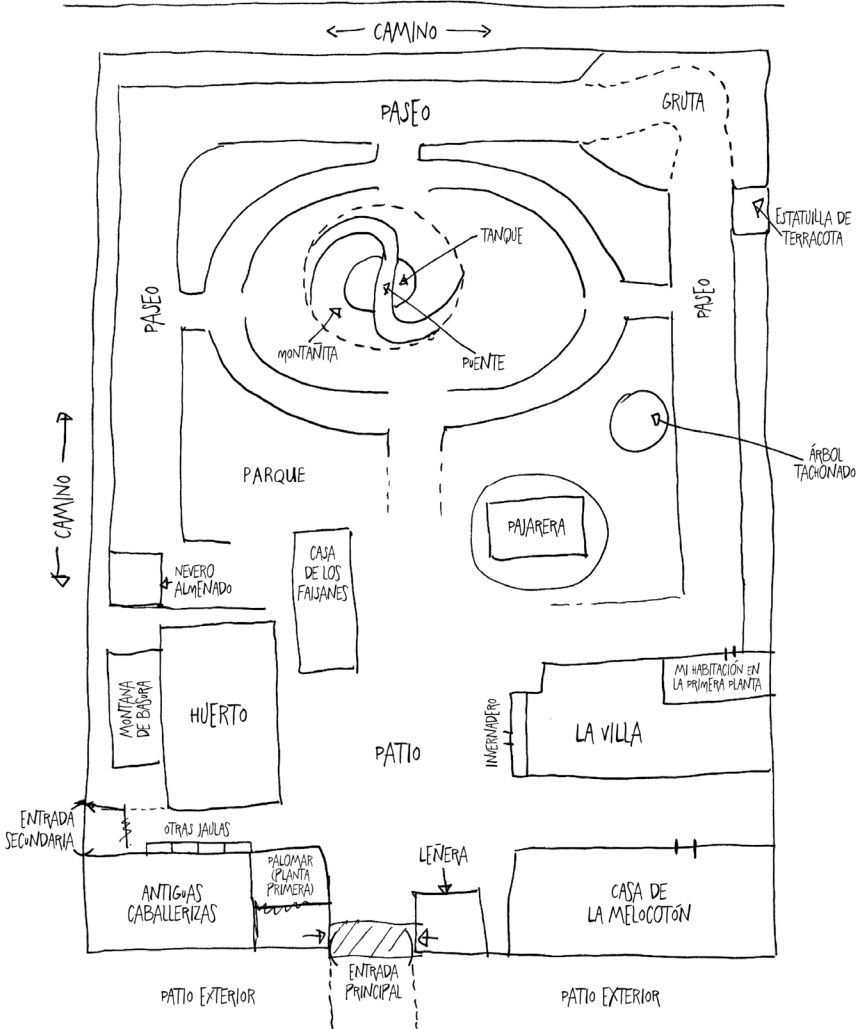 CAMINO
PASEO
GRUTA
ESTATUILLA DE
TERRACOTA
TANQUE
PASEO
PASEO
MONTAÑITA
PUENTE
ÁRBOL
TACHONADO
CAMINO
PARQUE
PAJARERA
CASA
DE LOS
FAISANES
NEVERO
ALMENADO
MI HABITACIÓN EN
LA PRIMERA PLANTA
MONTANA
DE BASURA
HUERTO
INVERNADERO
LA VILLA
PATIO
ENTRADA
SECUNDARIA
OTRAS JAULAS
PALOMAR
(PLANTA
PRIMERA)
LEÑERA
ANTIGUAS
CABALLERIZAS
CASA DE
LA MELOCOTÓN
ENTRADA
PRINCIPAL
PATIO EXTERIOR
PATIO EXTERIOR